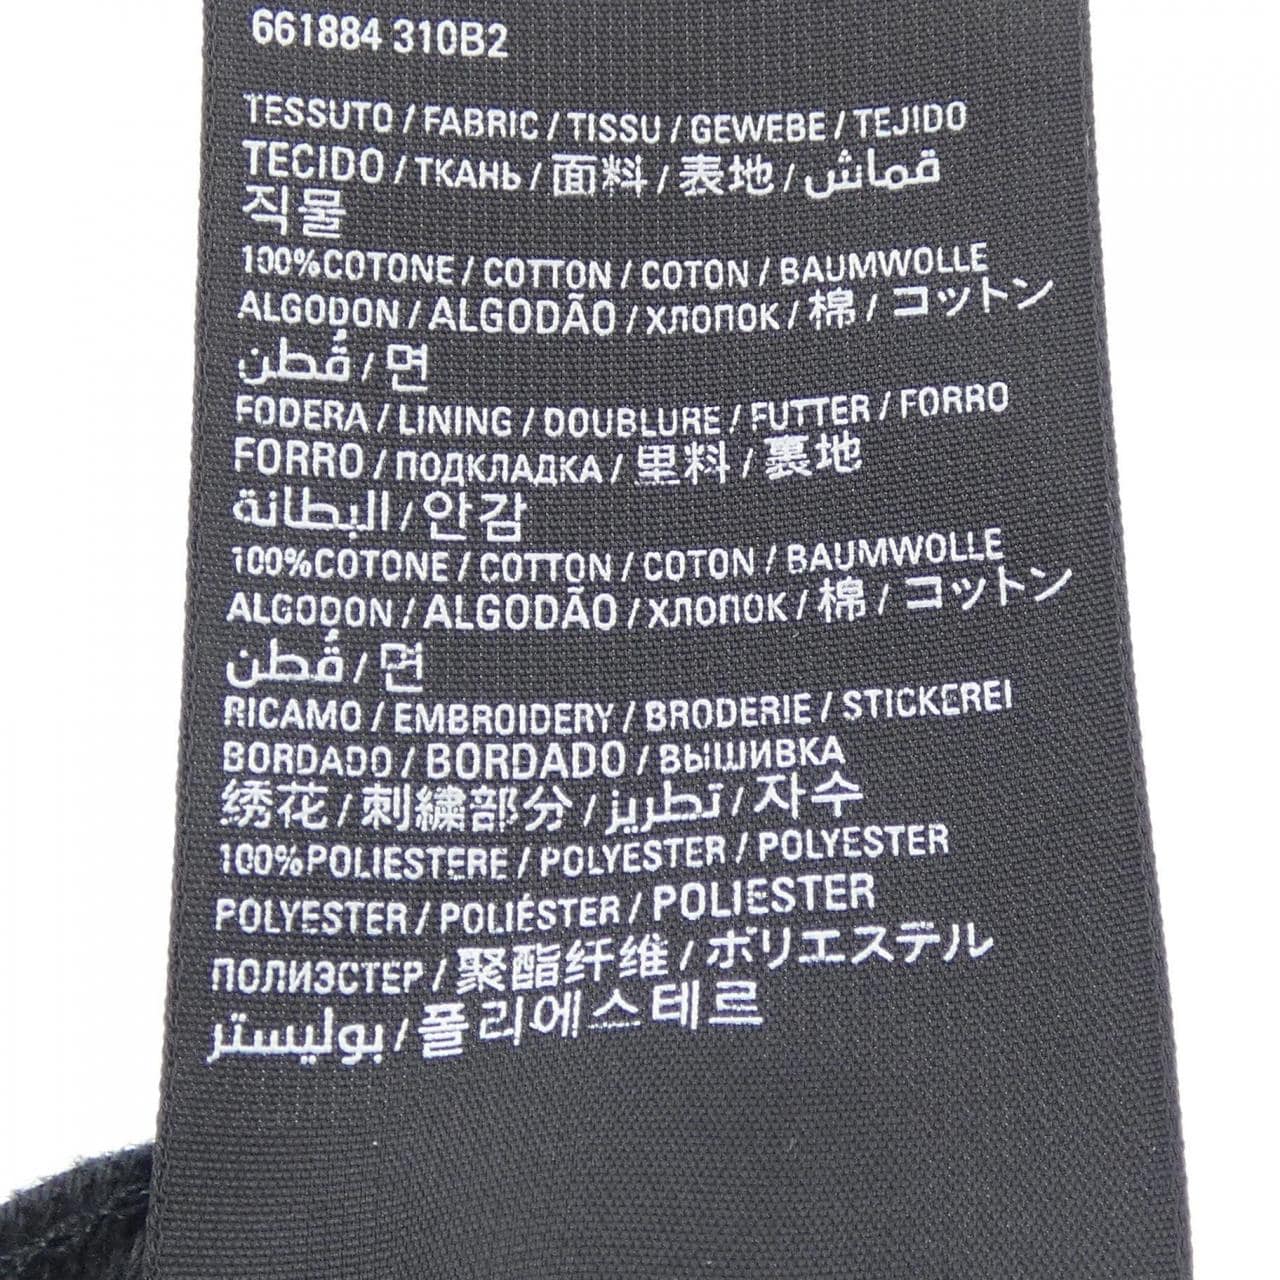 661884 310B2
TESSUTO / FABRIC / TISSU / GEWEBE / TEJIDO
TECIDO / ТКАНЬ / 面料 / 表地 / قماش
직물
100%COTONE / COTTON / COTON / BAUMWOLLE
ALGODON / ALGODÃO / ХЛОПОК / 棉 / コットン
قُطن / 면
FODERA / LINING / DOUBLURE / FUTTER / FORRO
FORRO / ПОДКЛАДКА / 里料 / 裏地
البطانة / 안감
100%COTONE / COTTON / COTON / BAUMWOLLE
ALGODON / ALGODÃO / ХЛОПОК / 棉 / コットン
قُطن / 면
RICAMO / EMBROIDERY / BRODERIE / STICKEREI
BORDADO / BORDADO / ВЫШИВКА
绣花 / 刺繍部分 / تطريز / 자수
100%POLIESTERE / POLYESTER / POLYESTER
POLYESTER / POLIÉSTER / POLIESTER
ПОЛИЭСТЕР / 聚酯纤维 / ポリエステル
بوليستر / 폴리에스테르